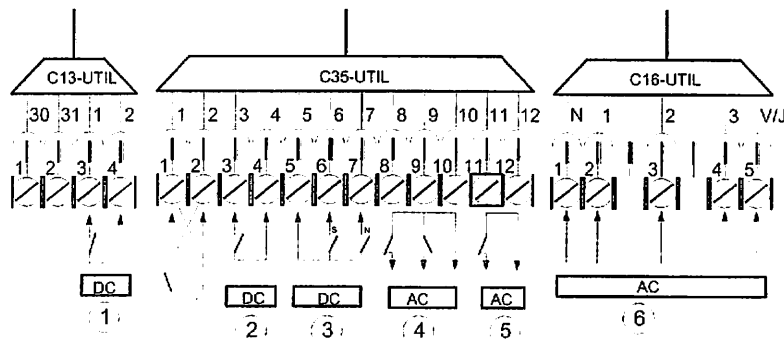 C13-UTIL C35-UTIL C16-UTIL
30 31 1 2 1 2 3 4 5 6 7 8 9 10 11 12 N 1 2 3 V/J
1 2 3 4 1 2 3 4 5 6 7 8 9 10 11 12 1 2 3 4 5
S N
DC DC DC AC AC AC
1 2 3 4 5 6